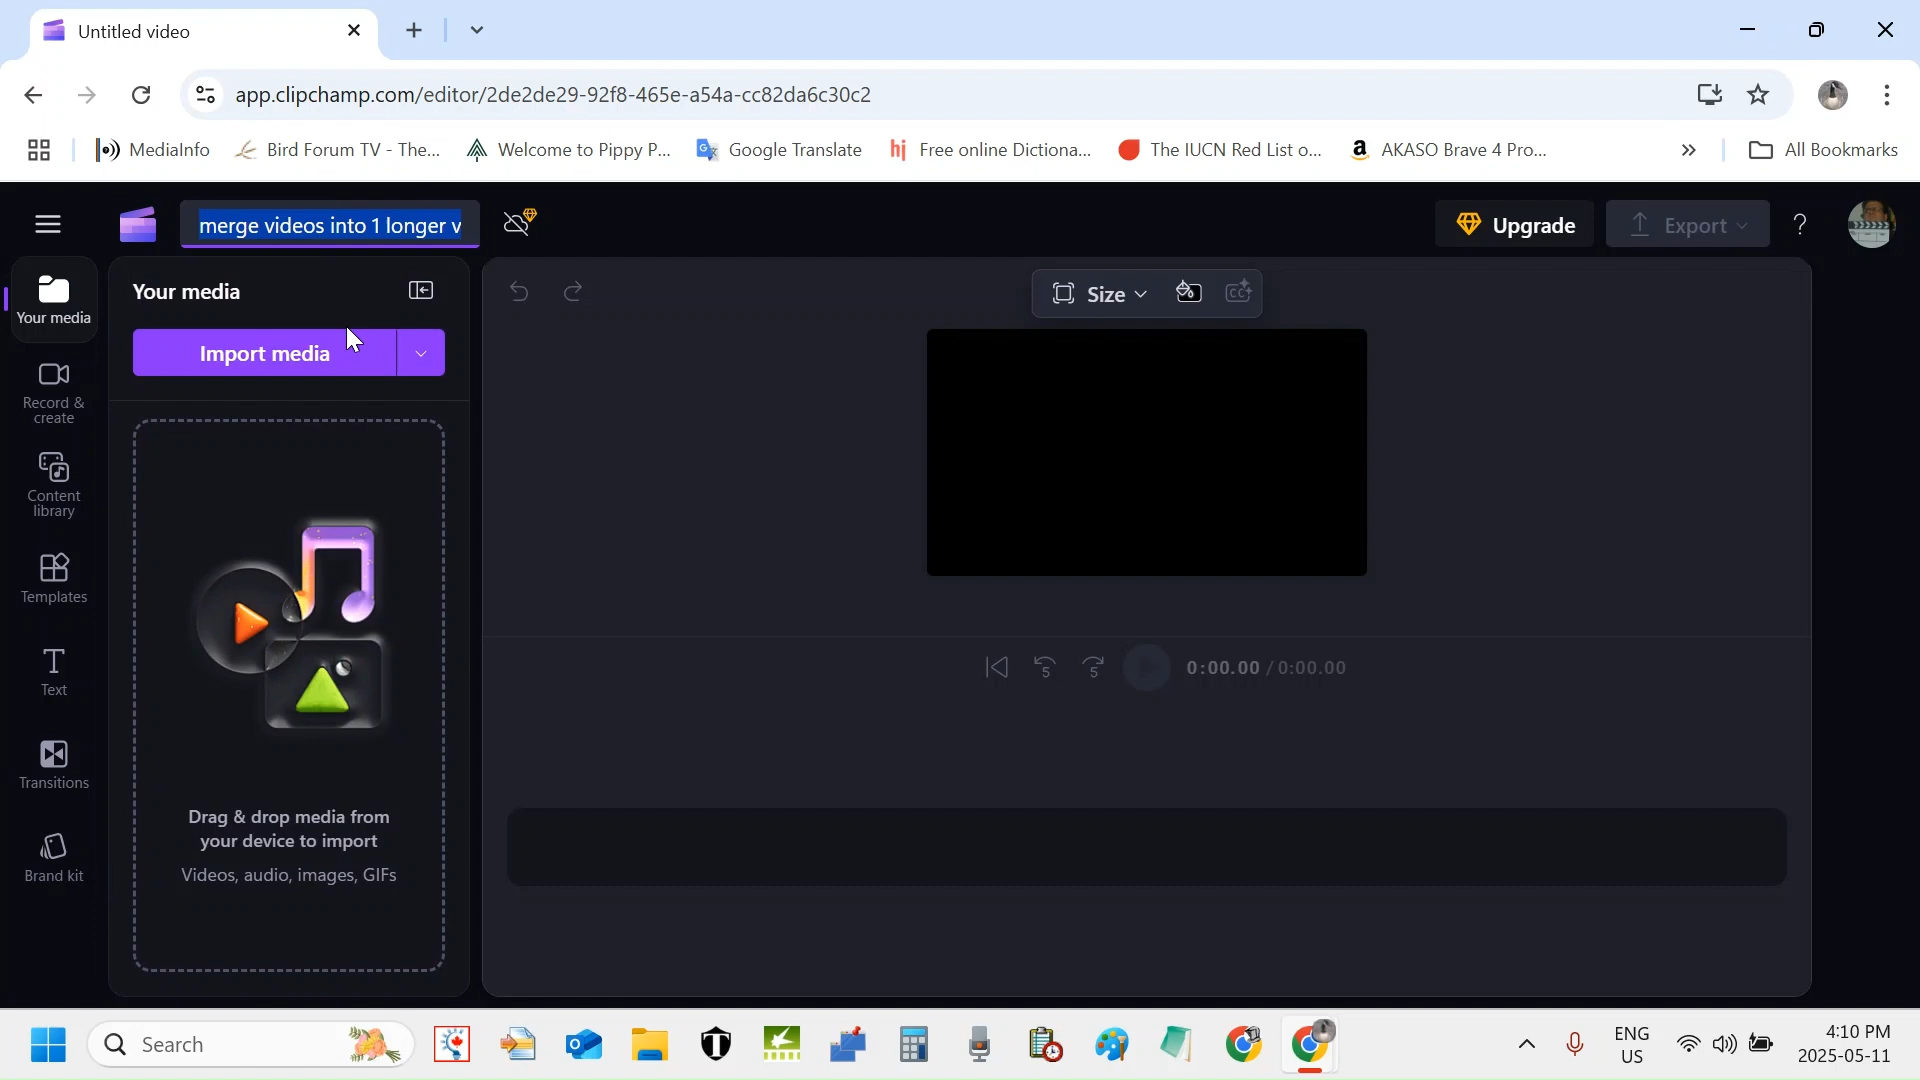 Untitled video
app.clipchamp.com/editor/2de2de29-92f8-465e-a54a-cc82da6c30c2
MediaInfo
Bird Forum TV - The...
Welcome to Pippy P...
Google Translate
Free online Dictiona...
The IUCN Red List o...
AKASO Brave 4 Pro...
All Bookmarks
merge videos into 1 longer v
Upgrade
Export
?
Your media
Import media
Size
CC
Your media
Record & create
Content library
Templates
Text
Transitions
Brand kit
Drag & drop media from
your device to import
Videos, audio, images, GIFs
5
5
0:00.00 / 0:00.00
Search
ENG
US
4:10 PM
2025-05-11